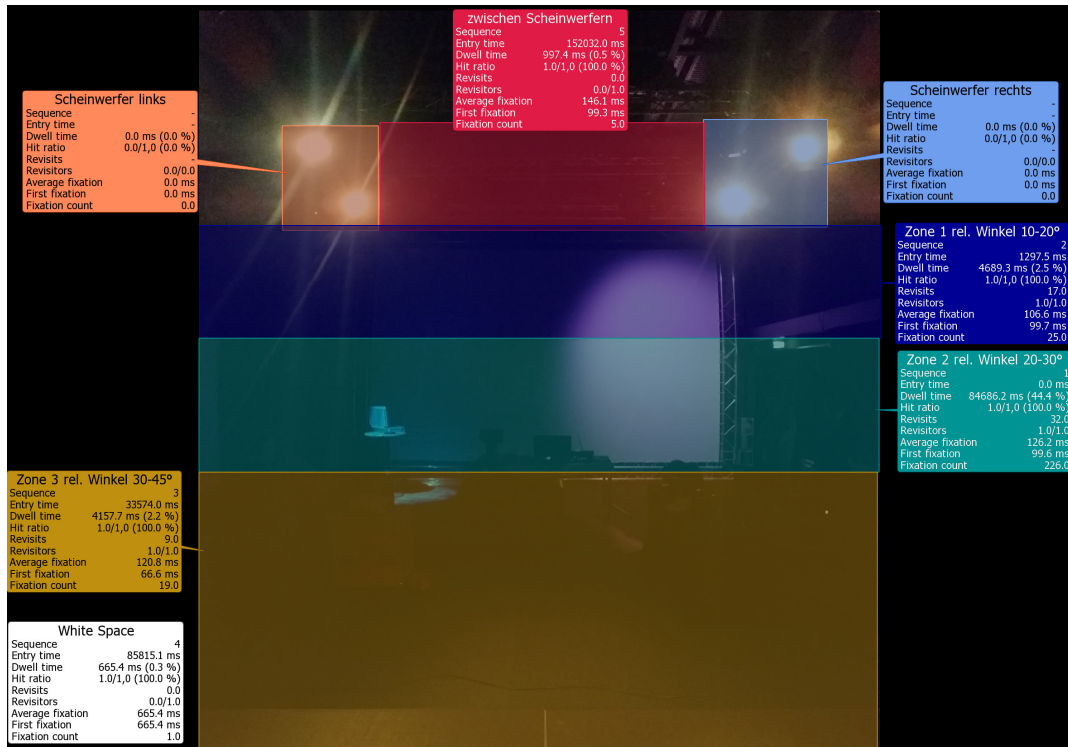 zwischen Scheinwerfern
Sequence 5
Entry time 152032.0 ms
Dwell time 997.4 ms (0.5 %)
Hit ratio 1.0/1,0 (100.0 %)
Revisits 0.0
Revisitors 0.0/1.0
Average fixation 146.1 ms
First fixation 99.3 ms
Fixation count 5.0
Scheinwerfer links
Sequence -
Entry time -
Dwell time 0.0 ms (0.0 %)
Hit ratio 0.0/1,0 (0.0 %)
Revisits -
Revisitors 0.0/0.0
Average fixation 0.0 ms
First fixation 0.0 ms
Fixation count 0.0
Scheinwerfer rechts
Sequence -
Entry time -
Dwell time 0.0 ms (0.0 %)
Hit ratio 0.0/1,0 (0.0 %)
Revisits -
Revisitors 0.0/0.0
Average fixation 0.0 ms
First fixation 0.0 ms
Fixation count 0.0
Zone 1 rel. Winkel 10-20°
Sequence 2
Entry time 1297.5 ms
Dwell time 4689.3 ms (2.5 %)
Hit ratio 1.0/1,0 (100.0 %)
Revisits 17.0
Revisitors 1.0/1.0
Average fixation 106.6 ms
First fixation 99.7 ms
Fixation count 25.0
Zone 2 rel. Winkel 20-30°
Sequence 1
Entry time 0.0 ms
Dwell time 84686.2 ms (44.4 %)
Hit ratio 1.0/1,0 (100.0 %)
Revisits 32.0
Revisitors 1.0/1.0
Average fixation 126.2 ms
First fixation 99.6 ms
Fixation count 226.0
Zone 3 rel. Winkel 30-45°
Sequence 3
Entry time 33574.0 ms
Dwell time 4157.7 ms (2.2 %)
Hit ratio 1.0/1,0 (100.0 %)
Revisits 9.0
Revisitors 1.0/1.0
Average fixation 120.8 ms
First fixation 66.6 ms
Fixation count 19.0
White Space
Sequence 4
Entry time 85815.1 ms
Dwell time 665.4 ms (0.3 %)
Hit ratio 1.0/1,0 (100.0 %)
Revisits 0.0
Revisitors 0.0/1.0
Average fixation 665.4 ms
First fixation 665.4 ms
Fixation count 1.0